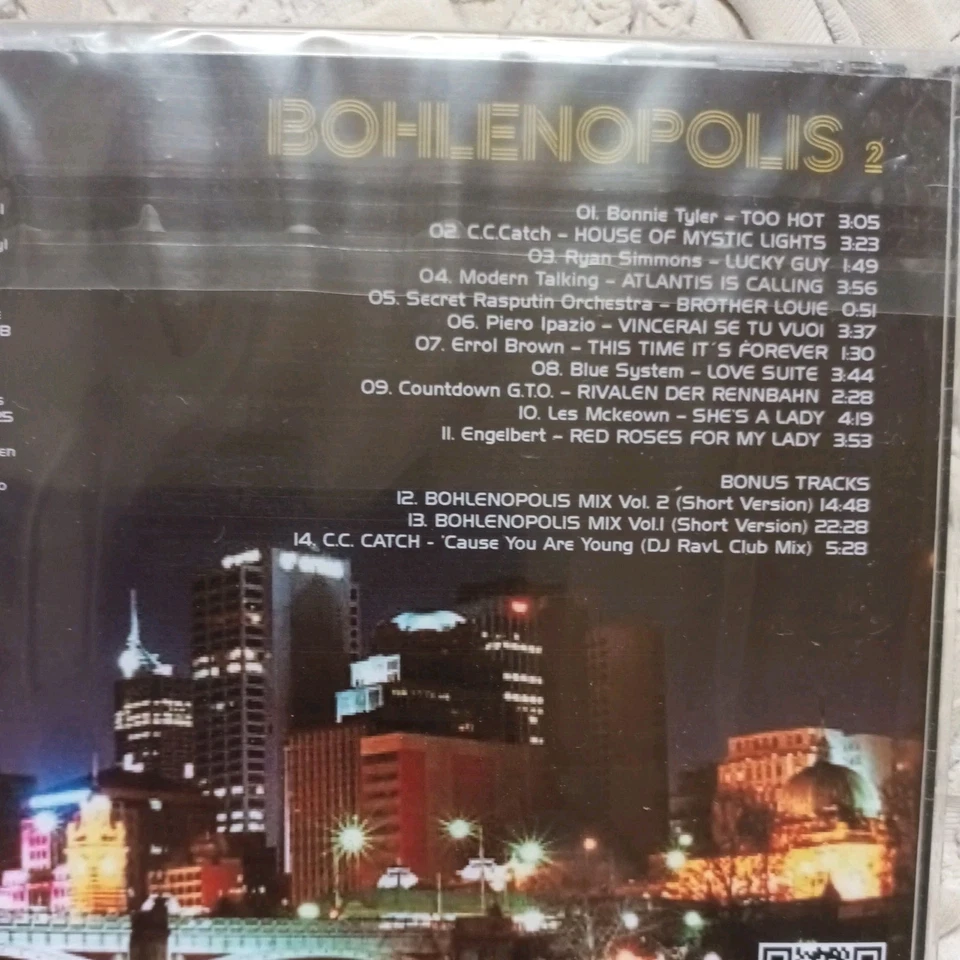 BOHLENOPOLIS 2
01. Bonnie Tyler – TOO HOT 3:05
02. C.C.Catch – HOUSE OF MYSTIC LIGHTS 3:23
03. Ryan Simmons – LUCKY GUY 1:49
04. Modern Talking – ATLANTIS IS CALLING 3:56
05. Secret Rasputin Orchestra – BROTHER LOUIE 0:51
06. Piero Ipazio – VINCERAI SE TU VUOI 3:37
07. Errol Brown – THIS TIME IT´S FOREVER 1:30
08. Blue System – LOVE SUITE 3:44
09. Countdown G.T.O. – RIVALEN DER RENNBAHN 2:28
10. Les Mckeown – SHE'S A LADY 4:19
11. Engelbert – RED ROSES FOR MY LADY 3:53
BONUS TRACKS
12. BOHLENOPOLIS MIX Vol. 2 (Short Version) 14:48
13. BOHLENOPOLIS MIX Vol.1 (Short Version) 22:28
14. C.C. CATCH - 'Cause You Are Young (DJ RavL Club Mix) 5:28